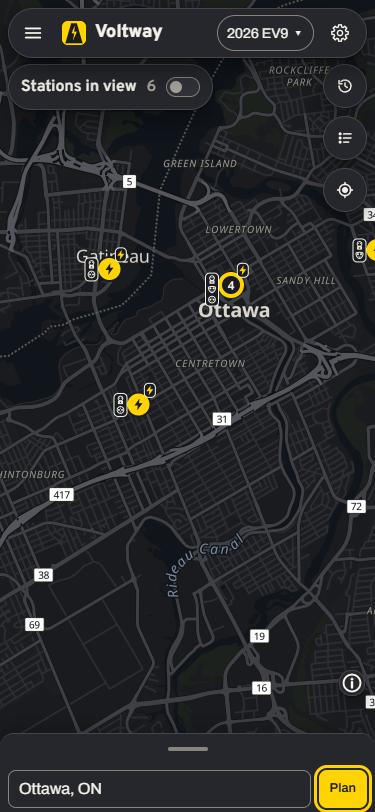 Voltway
2026 EV9
Stations in view 6
ROCKCLIFFE
PARK
GREEN ISLAND
5
LOWERTOWN
Gatineau
SANDY HILL
4
Ottawa
CENTRETOWN
31
HINTONBURG
417
72
Rideau Canal
38
69
19
16
Ottawa, ON
Plan